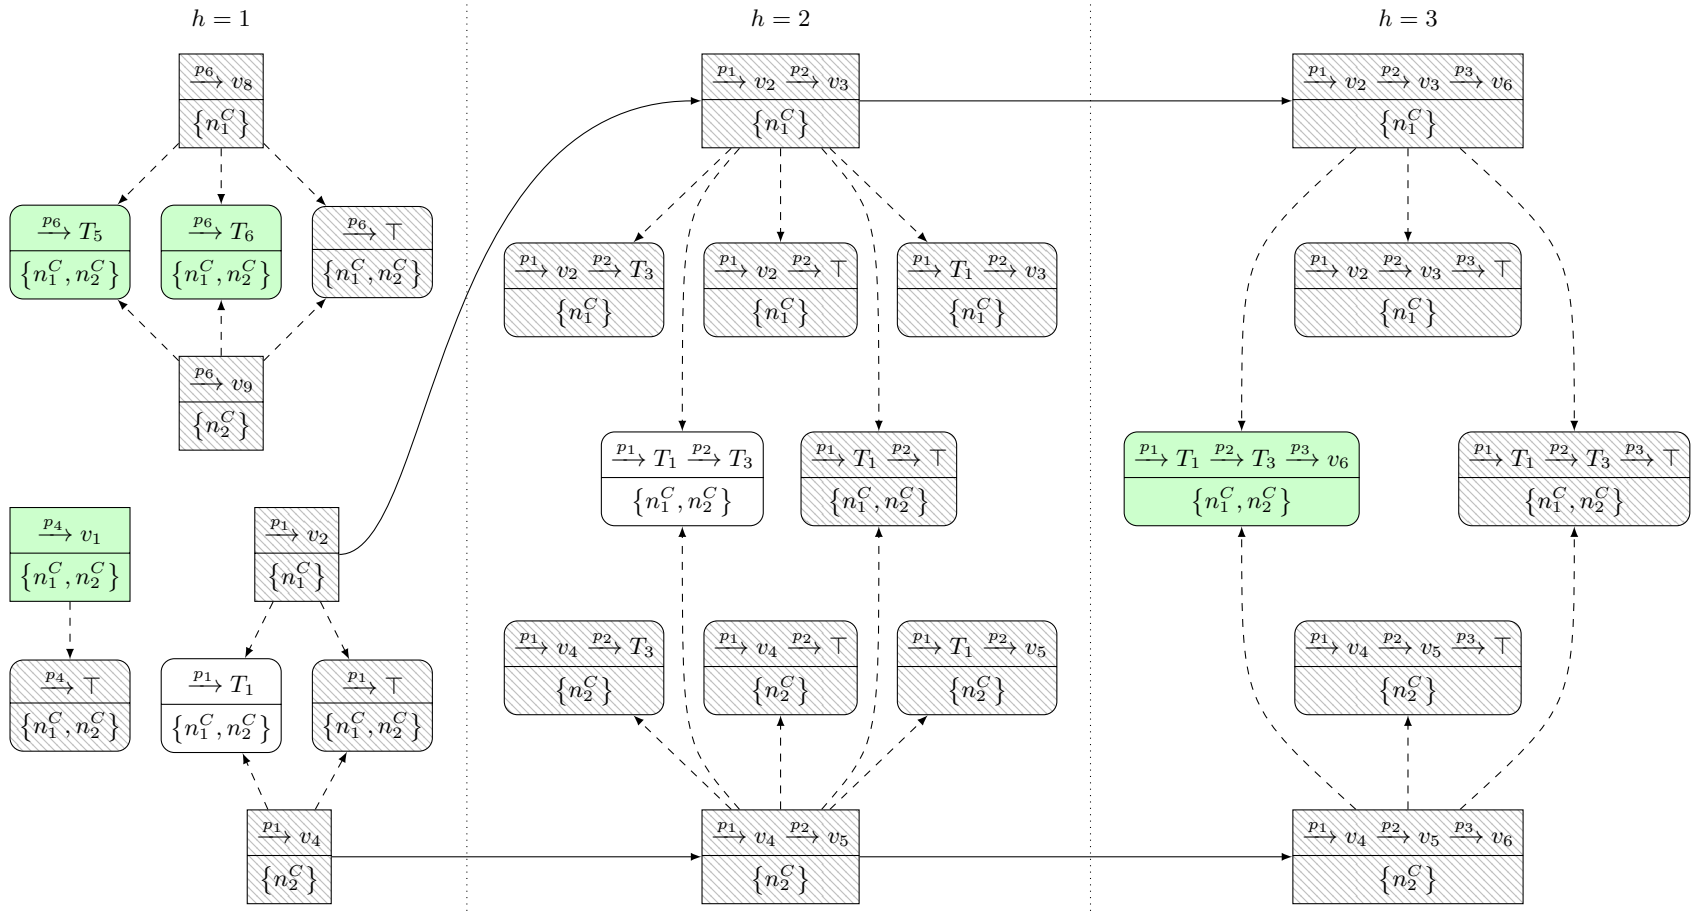 h = 1
h = 2
h = 3
—p₆→ v₈
{n₁ᶜ}
—p₆→ T₅
{n₁ᶜ, n₂ᶜ}
—p₆→ T₆
{n₁ᶜ, n₂ᶜ}
—p₆→ ⊤
{n₁ᶜ, n₂ᶜ}
—p₆→ v₉
{n₂ᶜ}
—p₄→ v₁
{n₁ᶜ, n₂ᶜ}
—p₁→ v₂
{n₁ᶜ}
—p₄→ ⊤
{n₁ᶜ, n₂ᶜ}
—p₁→ T₁
{n₁ᶜ, n₂ᶜ}
—p₁→ ⊤
{n₁ᶜ, n₂ᶜ}
—p₁→ v₄
{n₂ᶜ}
—p₁→ v₂ —p₂→ v₃
{n₁ᶜ}
—p₁→ v₂ —p₂→ T₃
{n₁ᶜ}
—p₁→ v₂ —p₂→ ⊤
{n₁ᶜ}
—p₁→ T₁ —p₂→ v₃
{n₁ᶜ}
—p₁→ T₁ —p₂→ T₃
{n₁ᶜ, n₂ᶜ}
—p₁→ T₁ —p₂→ ⊤
{n₁ᶜ, n₂ᶜ}
—p₁→ v₄ —p₂→ T₃
{n₂ᶜ}
—p₁→ v₄ —p₂→ ⊤
{n₂ᶜ}
—p₁→ T₁ —p₂→ v₅
{n₂ᶜ}
—p₁→ v₄ —p₂→ v₅
{n₂ᶜ}
—p₁→ v₂ —p₂→ v₃ —p₃→ v₆
{n₁ᶜ}
—p₁→ v₂ —p₂→ v₃ —p₃→ ⊤
{n₁ᶜ}
—p₁→ T₁ —p₂→ T₃ —p₃→ v₆
{n₁ᶜ, n₂ᶜ}
—p₁→ T₁ —p₂→ T₃ —p₃→ ⊤
{n₁ᶜ, n₂ᶜ}
—p₁→ v₄ —p₂→ v₅ —p₃→ ⊤
{n₂ᶜ}
—p₁→ v₄ —p₂→ v₅ —p₃→ v₆
{n₂ᶜ}